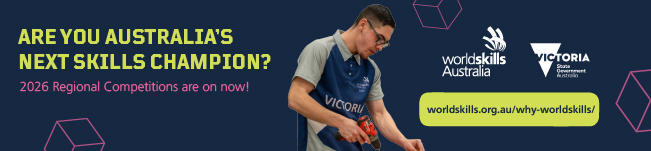 ARE YOU AUSTRALIA'S
NEXT SKILLS CHAMPION?
2026 Regional Competitions are on now!
VICTORIA
worldskills
Australia
VICTORIA
State
Government
Australia
worldskills.org.au/why-worldskills/